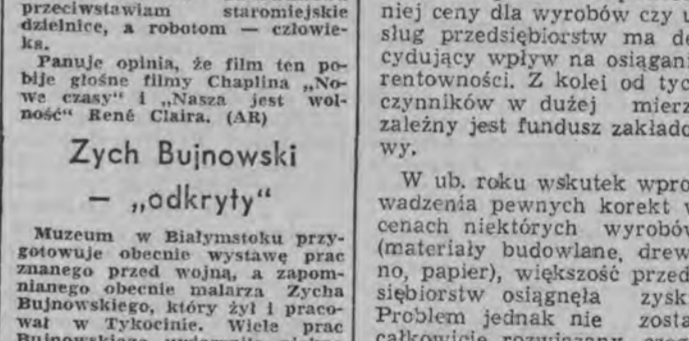 przeciwstawiam staromiejskie
dzielnice, a robotom — człowie-
ka.
Panuje opinia, że film ten po-
bije głośne filmy Chaplina „No-
we czasy" i „Nasza jest wol-
ność" René Claira. (AR)
Zych Bujnowski
— „odkryty"
Muzeum w Białymstoku przy-
gotowuje obecnie wystawę prac
znanego przed wojną, a zapom-
nianego obecnie malarza Zycha
Bujnowskiego, który żył i praco-
wał w Tykocinie. Wiele prac
Bujnowskiego
niej ceny dla wyrobów czy u
sług przedsiębiorstw ma de
cydujący wpływ na osiągani
rentowności. Z kolei od tyc
czynników w dużej mierz
zależny jest fundusz zakłado
wy.
W ub. roku wskutek wpro
wadzenia pewnych korekt w
cenach niektórych wyrobów
(materiały budowlane, drew
no, papier), większość przed
siębiorstw osiągnęła zysk
Problem jednak nie zosta
całkowicie rozwiązany